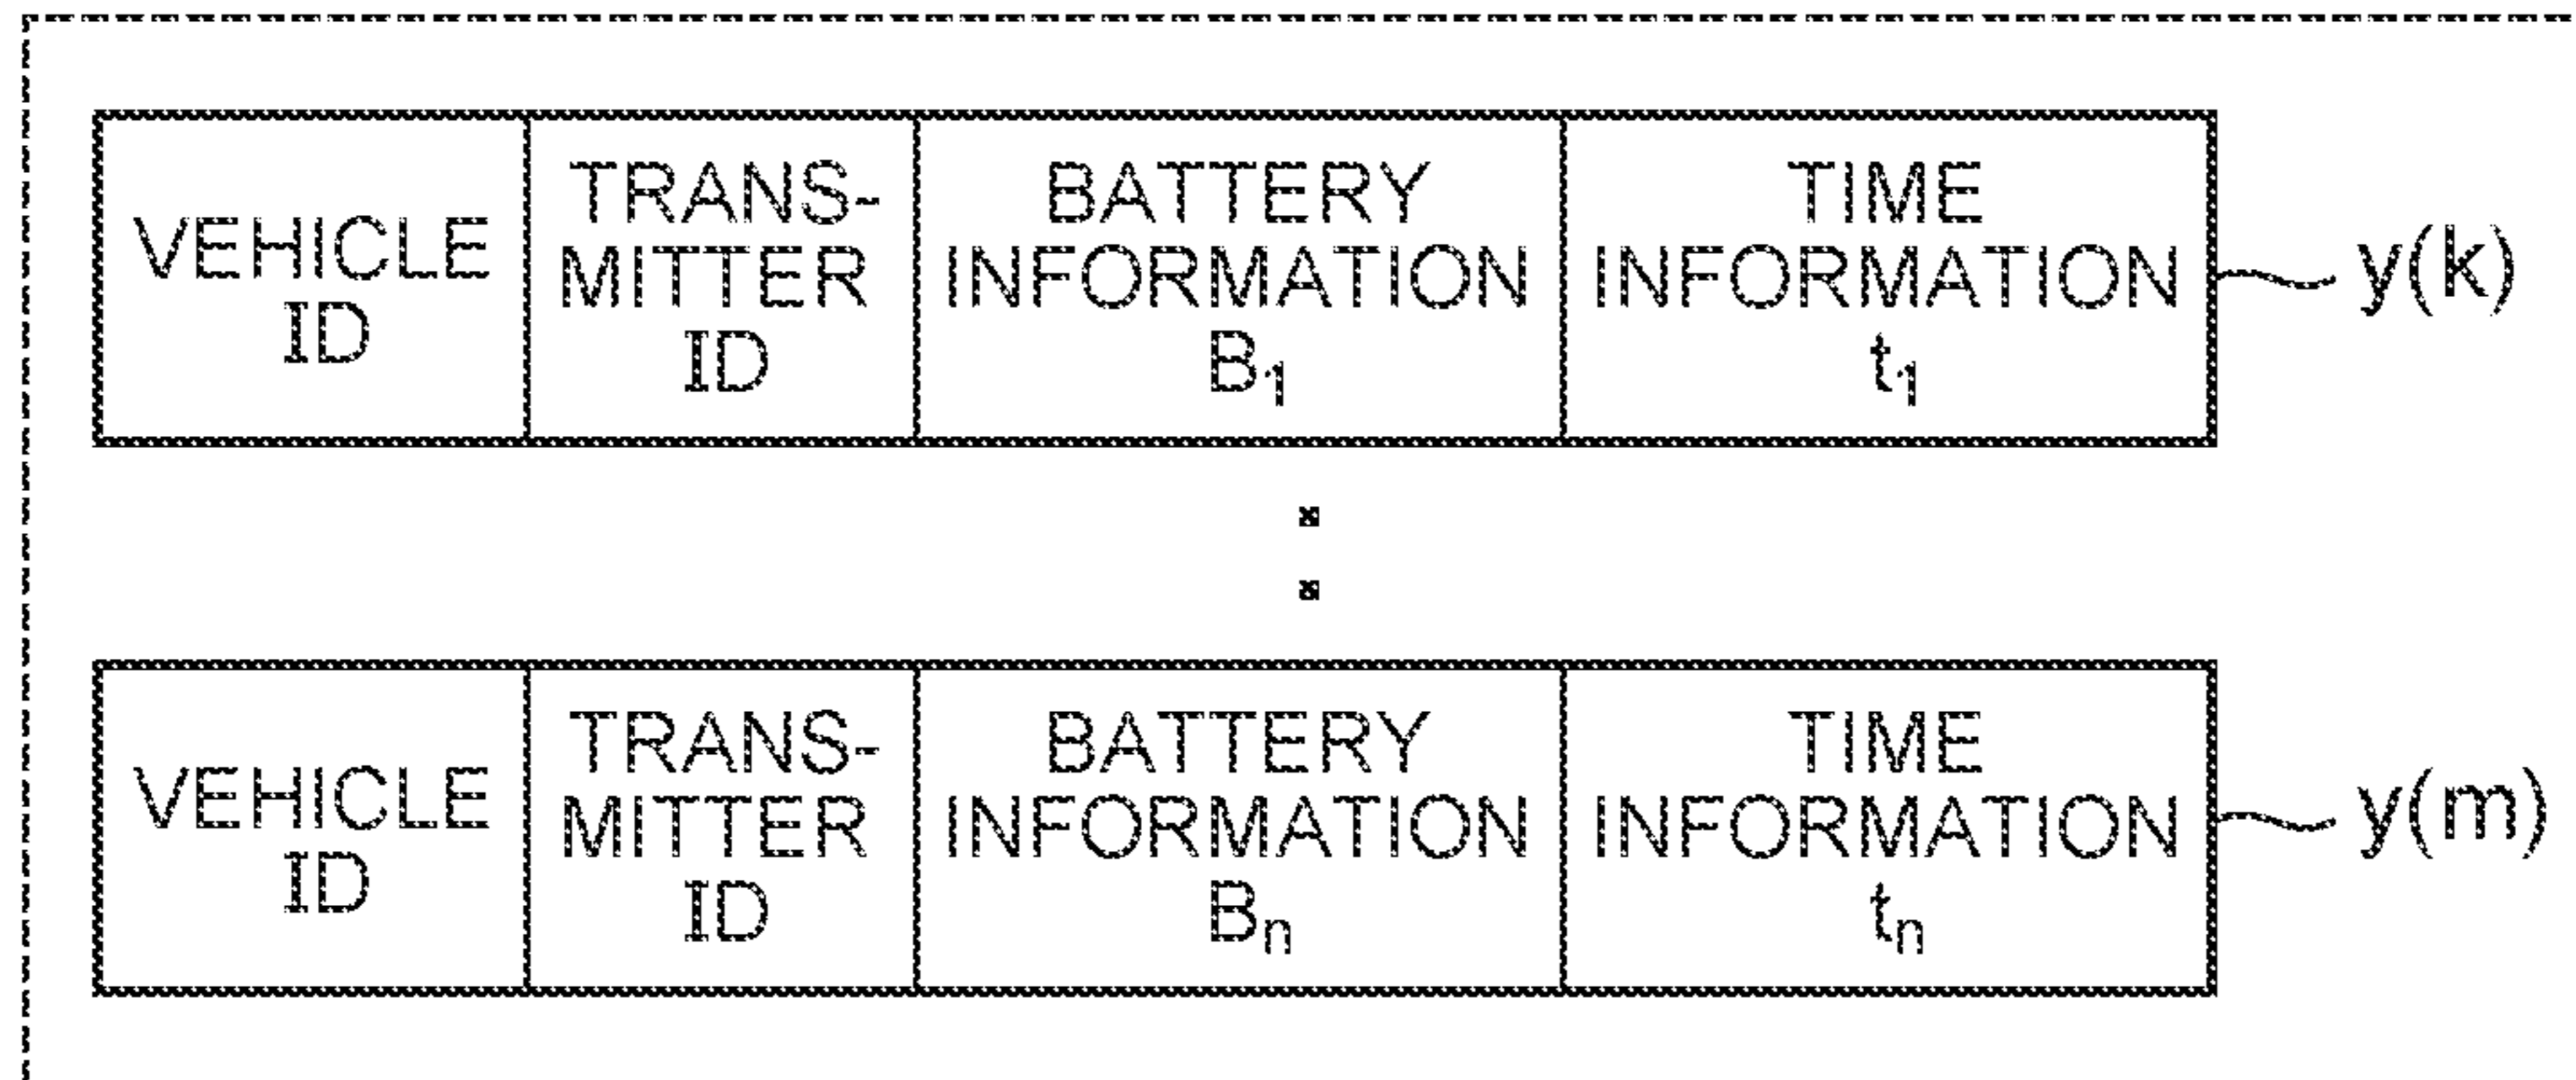 VEHICLE
ID
TRANS-
MITTER
ID
BATTERY
INFORMATION
B₁
TIME
INFORMATION
t₁
y(k)
VEHICLE
ID
TRANS-
MITTER
ID
BATTERY
INFORMATION
Bₙ
TIME
INFORMATION
tₙ
y(m)